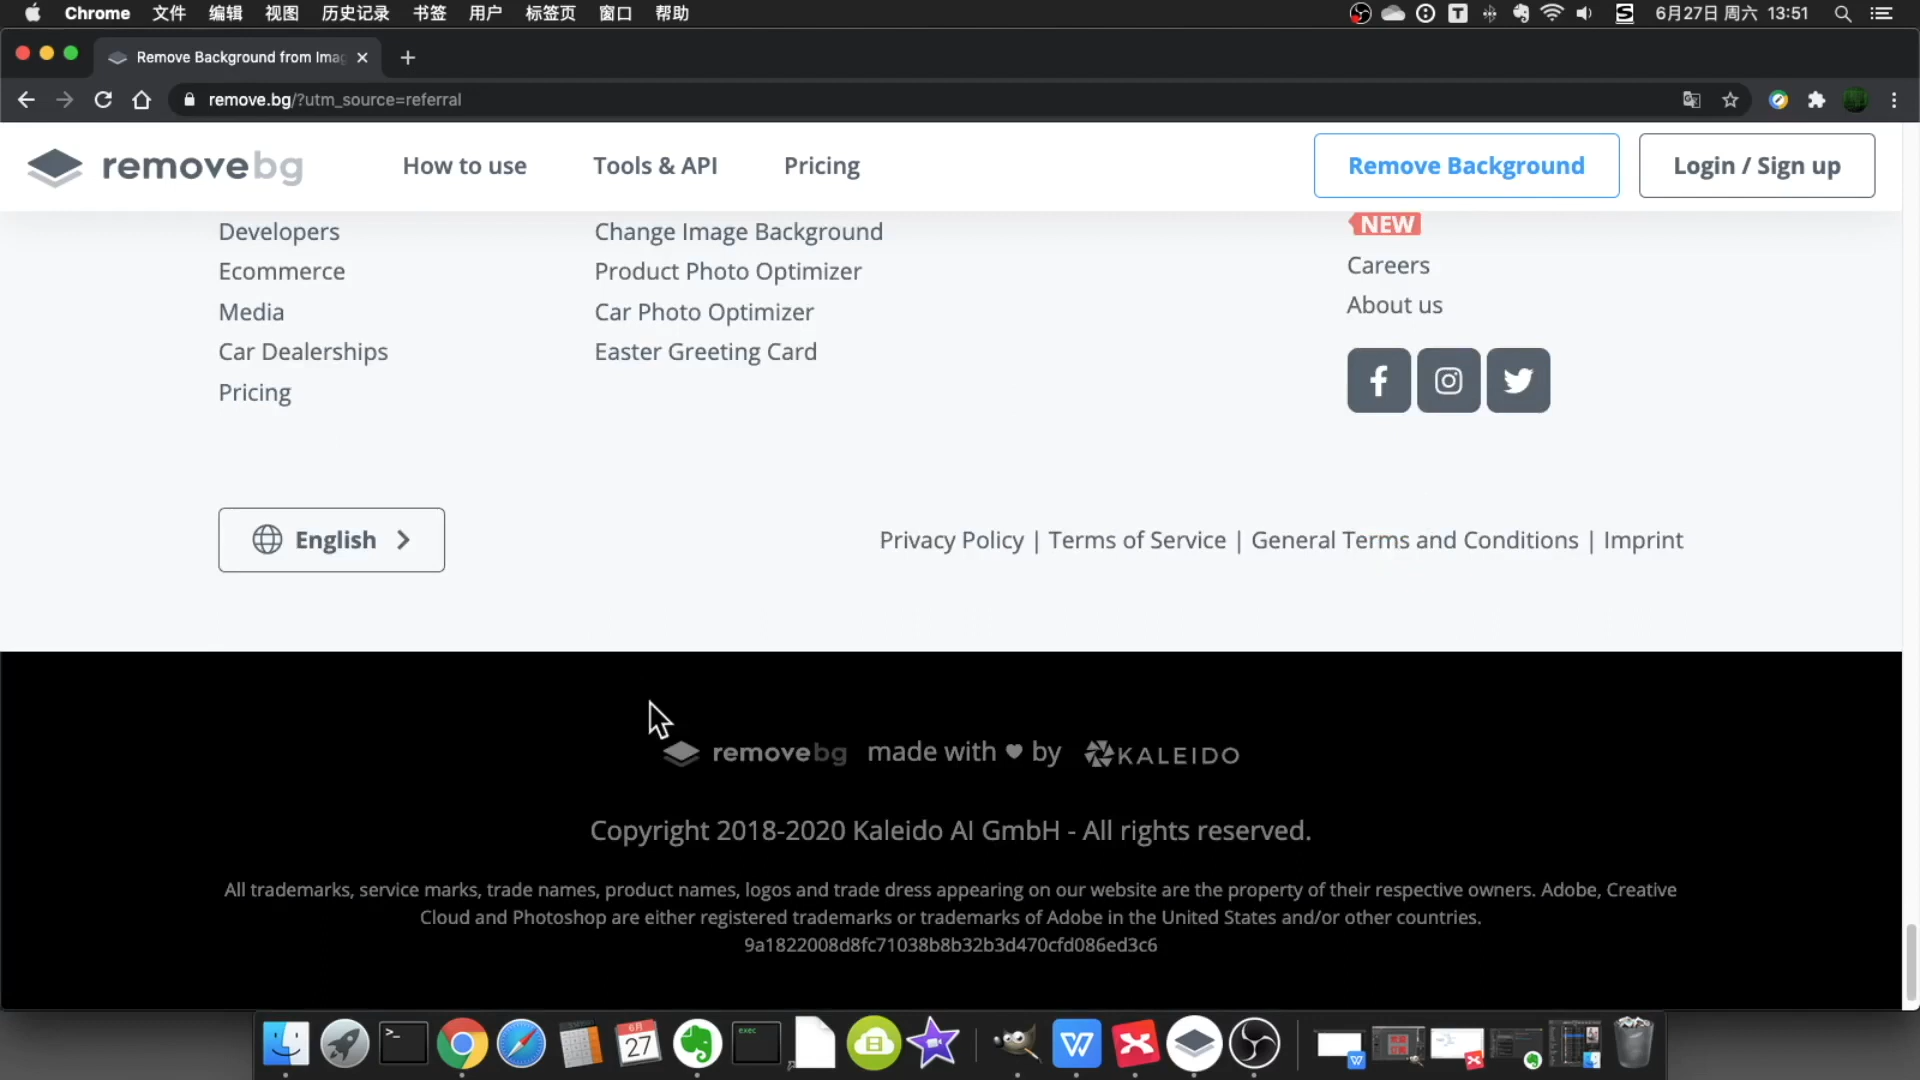 Chrome 文件 编辑 视图 历史记录 书签 用户 标签页 窗口 帮助 6月27日 周六 13:51
Remove Background from Imag
remove.bg/?utm_source=referral
removebg How to use Tools & API Pricing Remove Background Login / Sign up
Developers Change Image Background NEW
Ecommerce Product Photo Optimizer Careers
Media Car Photo Optimizer About us
Car Dealerships Easter Greeting Card
Pricing
English Privacy Policy | Terms of Service | General Terms and Conditions | Imprint
removebg made with ♥ by KALEIDO
Copyright 2018-2020 Kaleido AI GmbH - All rights reserved.
All trademarks, service marks, trade names, product names, logos and trade dress appearing on our website are the property of their respective owners. Adobe, Creative
Cloud and Photoshop are either registered trademarks or trademarks of Adobe in the United States and/or other countries.
9a1822008d8fc71038b8b32b3d470cfd086ed3c6
6月
27
exec